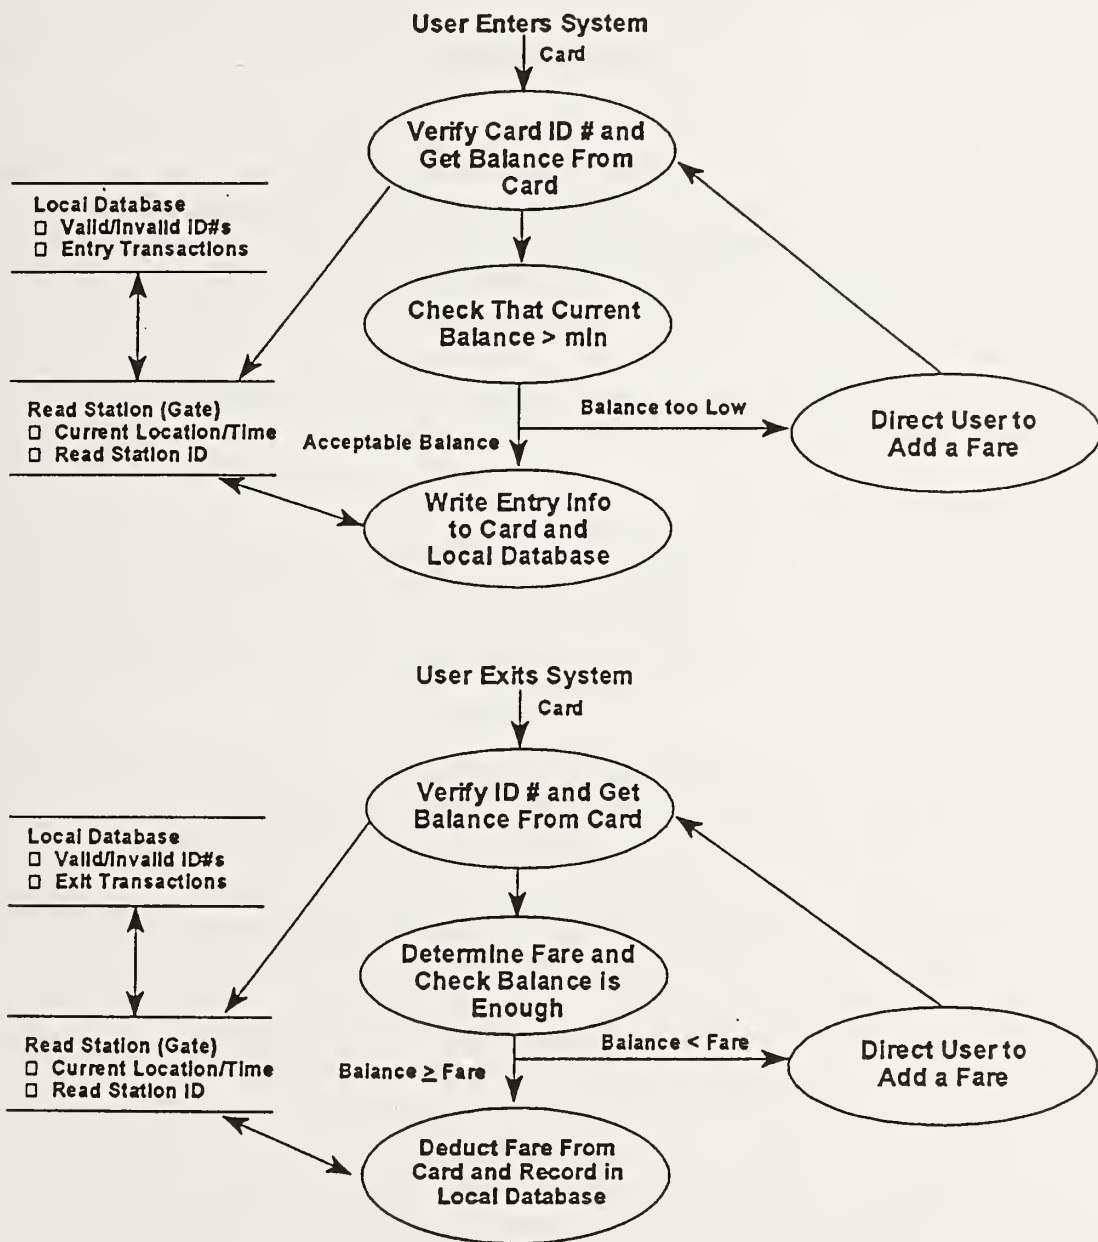 User Enters System
Card
Verify Card ID # and
Get Balance From
Card
Local Database
□ Valid/Invalid ID#s
□ Entry Transactions
Check That Current
Balance > min
Read Station (Gate)
□ Current Location/Time
□ Read Station ID
Balance too Low
Acceptable Balance
Direct User to
Add a Fare
Write Entry Info
to Card and
Local Database
User Exits System
Card
Verify ID # and Get
Balance From Card
Local Database
□ Valid/Invalid ID#s
□ Exit Transactions
Determine Fare and
Check Balance is
Enough
Read Station (Gate)
□ Current Location/Time
□ Read Station ID
Balance < Fare
Balance ≥ Fare
Direct User to
Add a Fare
Deduct Fare From
Card and Record in
Local Database